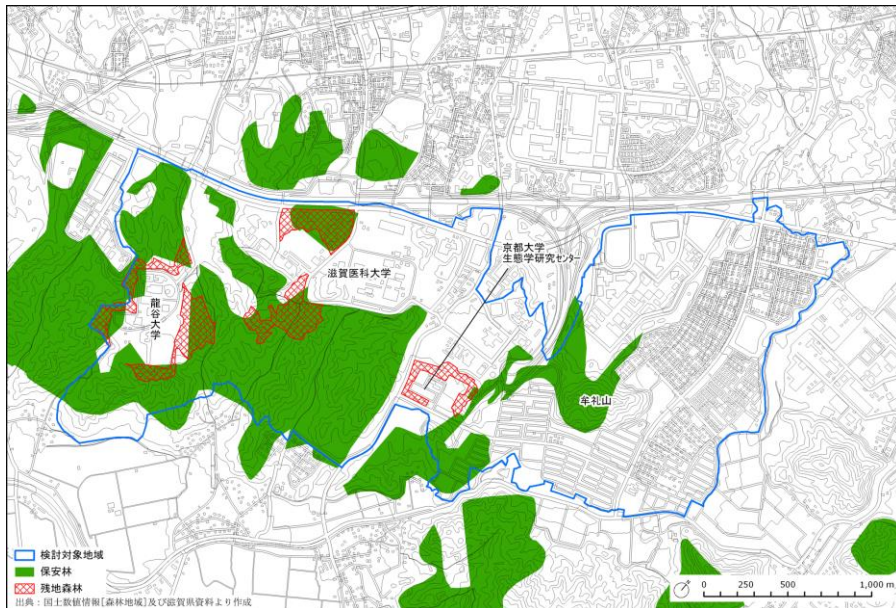 京都大学
生態学研究センター
滋賀医科大学
龍谷大学
牟礼山
検討対象地域
保安林
残地森林
出典：国土数値情報[森林地域]及び滋賀県資料より作成
0 250 500 1,000 m